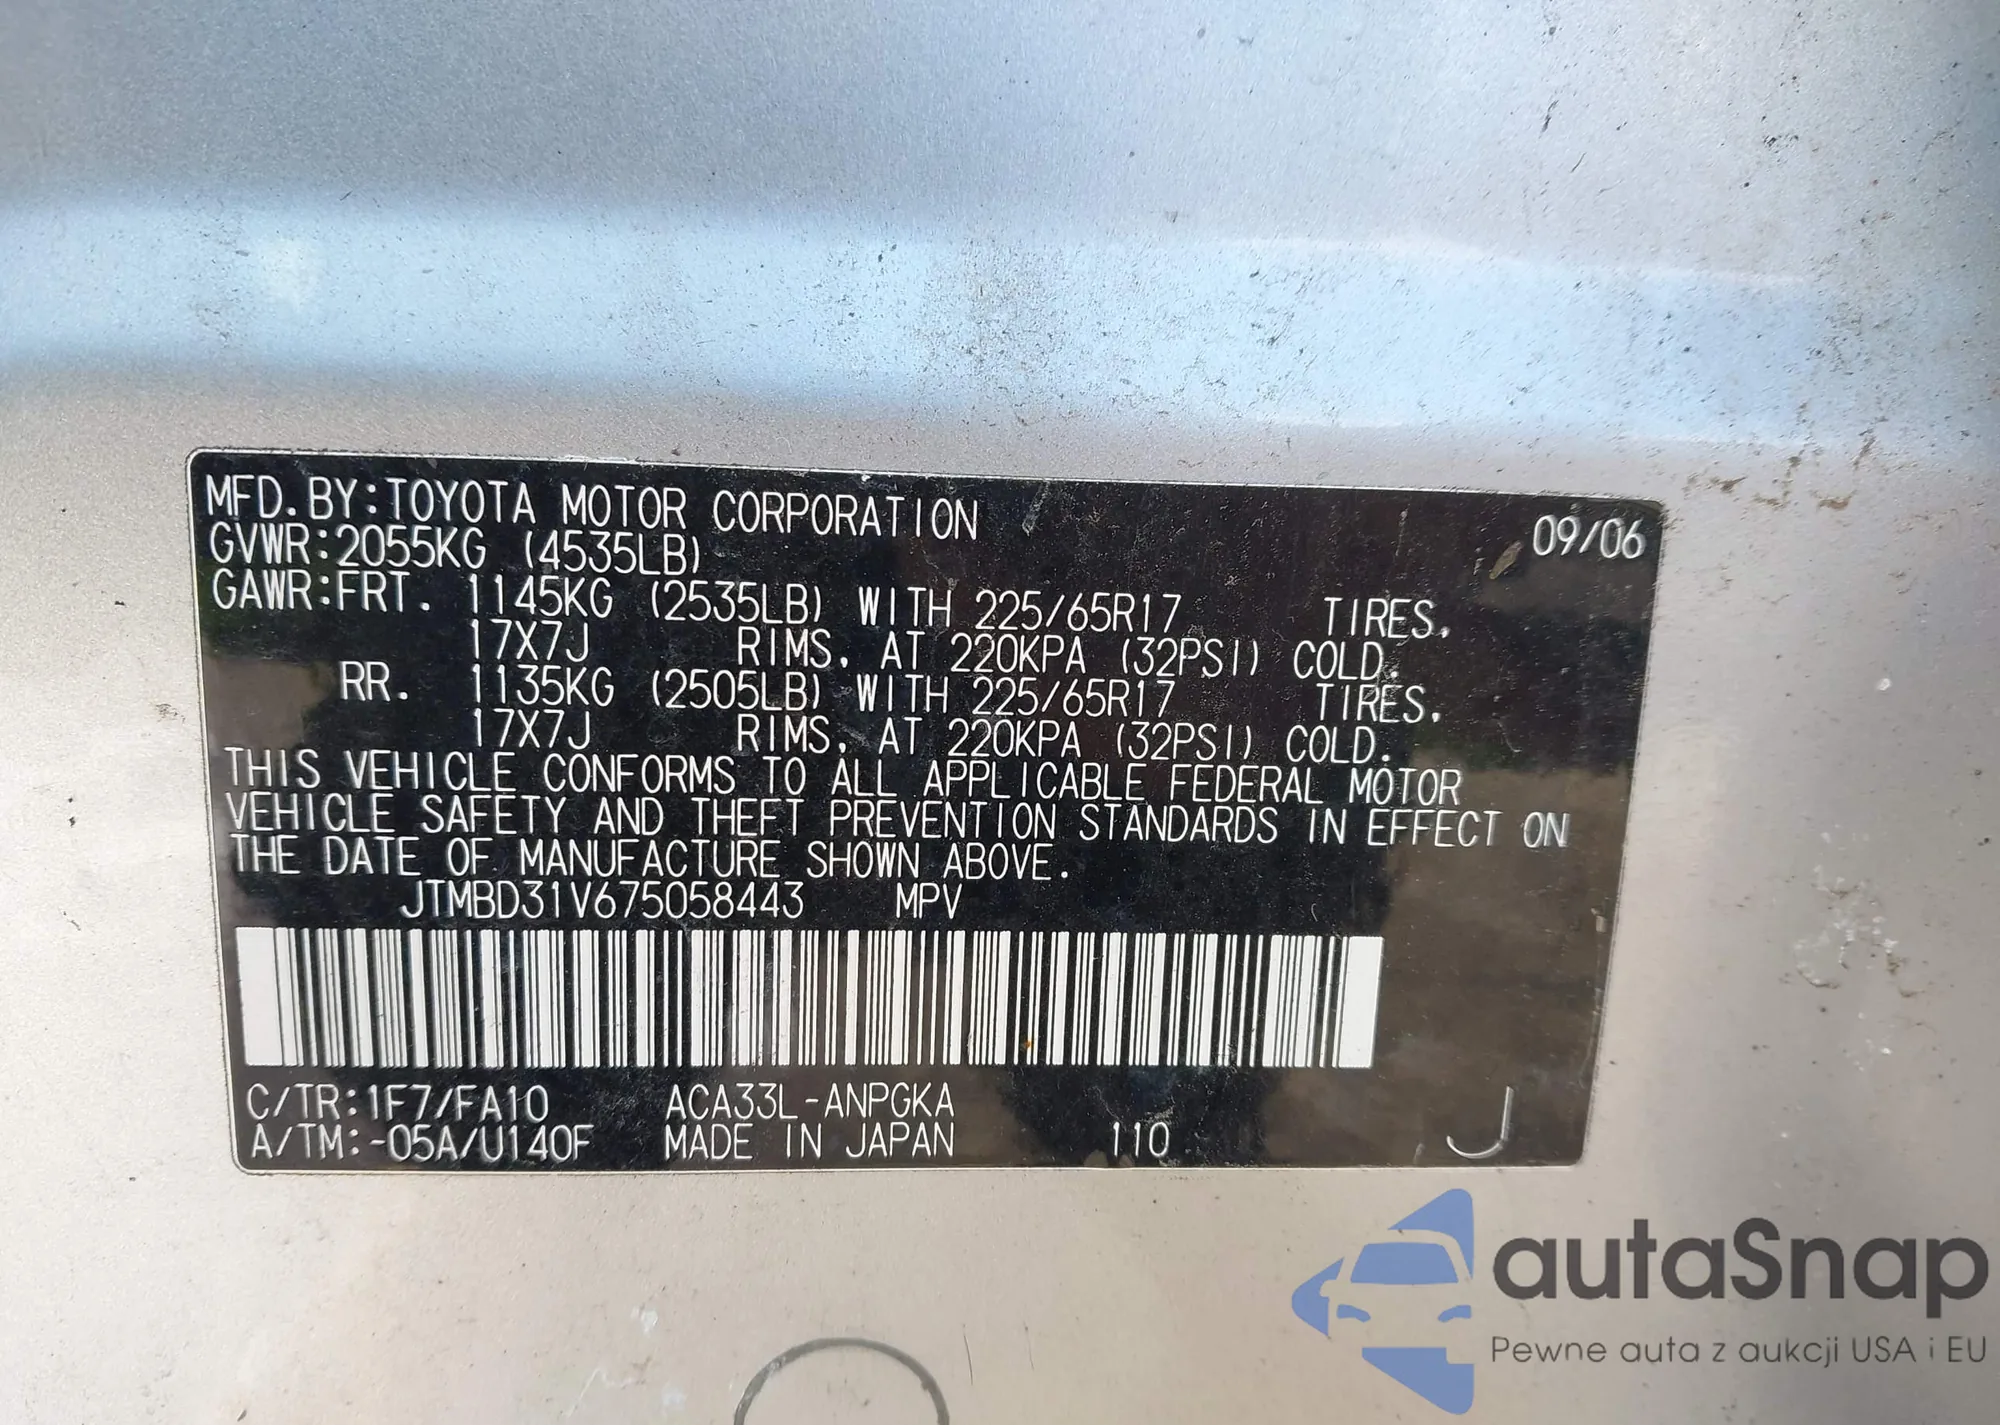 MFD. BY:TOYOTA MOTOR CORPORATION 09/06
GVWR:2055KG (4535LB)
GAWR:FRT. 1145KG (2535LB) WITH 225/65R17 TIRES,
17X7J RIMS, AT 220KPA (32PSI) COLD.
RR. 1135KG (2505LB) WITH 225/65R17 TIRES,
17X7J RIMS, AT 220KPA (32PSI) COLD.
THIS VEHICLE CONFORMS TO ALL APPLICABLE FEDERAL MOTOR
VEHICLE SAFETY AND THEFT PREVENTION STANDARDS IN EFFECT ON
THE DATE OF MANUFACTURE SHOWN ABOVE.
JTMBD31V675058443 MPV
C/TR:1F7/FA10 ACA33L-ANPGKA
A/TM:-05A/U140F MADE IN JAPAN 110 J
autaSnap
Pewne auta z aukcji USA i EU